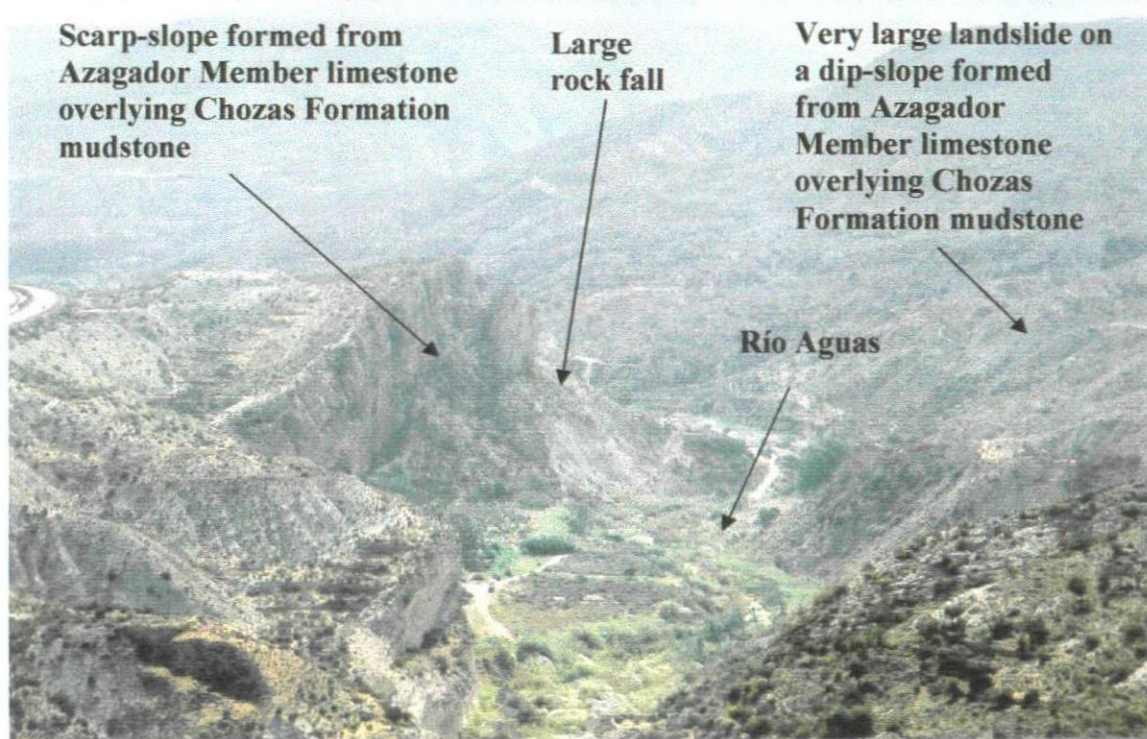 Scarp-slope formed from
Azagador Member limestone
overlying Chozas Formation
mudstone
Large
rock fall
Very large landslide on
a dip-slope formed
from Azagador
Member limestone
overlying Chozas
Formation mudstone
Río Aguas